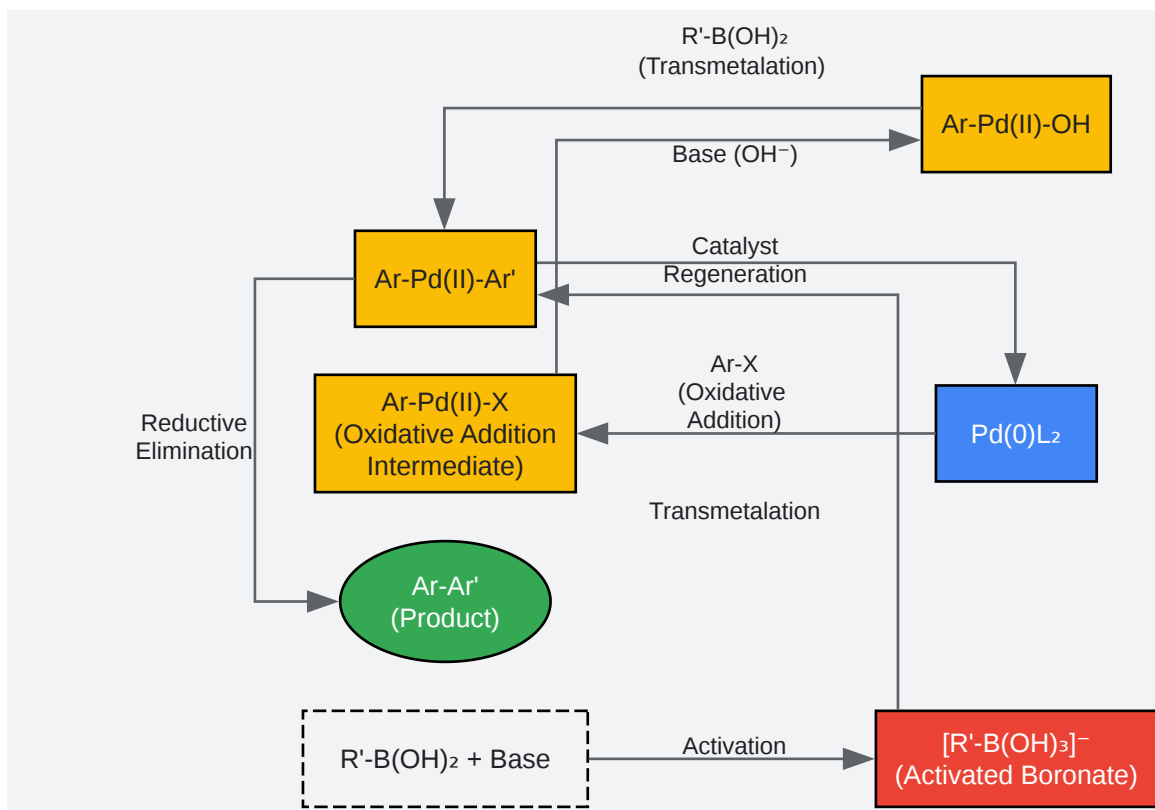 R'-B(OH)₂
(Transmetalation)
Ar-Pd(II)-OH
Base (OH⁻)
Ar-Pd(II)-Ar'
Catalyst
Regeneration
Ar-X
(Oxidative
Addition)
Ar-Pd(II)-X
(Oxidative Addition
Intermediate)
Pd(0)L₂
Reductive
Elimination
Transmetalation
Ar-Ar'
(Product)
R'-B(OH)₂ + Base
Activation
[R'-B(OH)₃]⁻
(Activated Boronate)